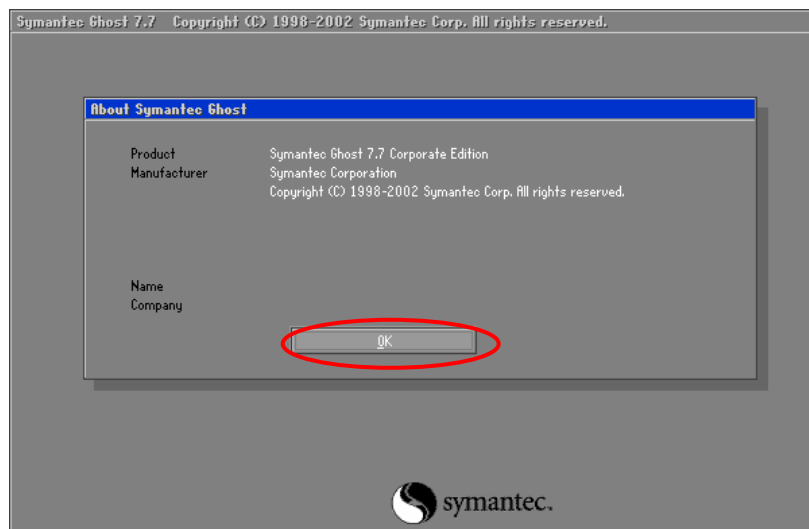 Symantec Ghost 7.7 Copyright (C) 1998-2002 Symantec Corp. All rights reserved.
About Symantec Ghost
Product Symantec Ghost 7.7 Corporate Edition
Manufacturer Symantec Corporation
Copyright (C) 1998-2002 Symantec Corp. All rights reserved.
Name
Company
OK
symantec.